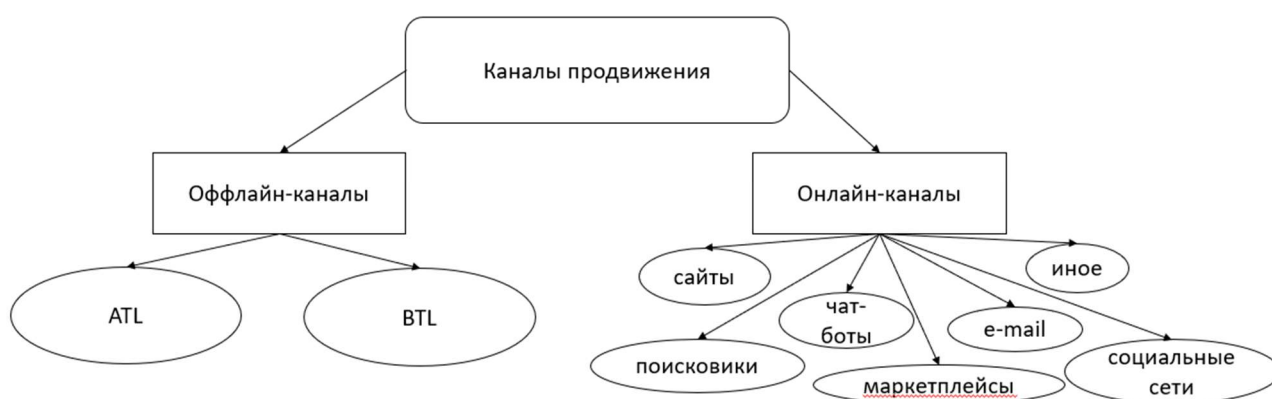 Каналы продвижения
Оффлайн-каналы
Онлайн-каналы
ATL
BTL
сайты
иное
чат-
боты
e-mail
поисковики
маркетплейсы
социальные
сети